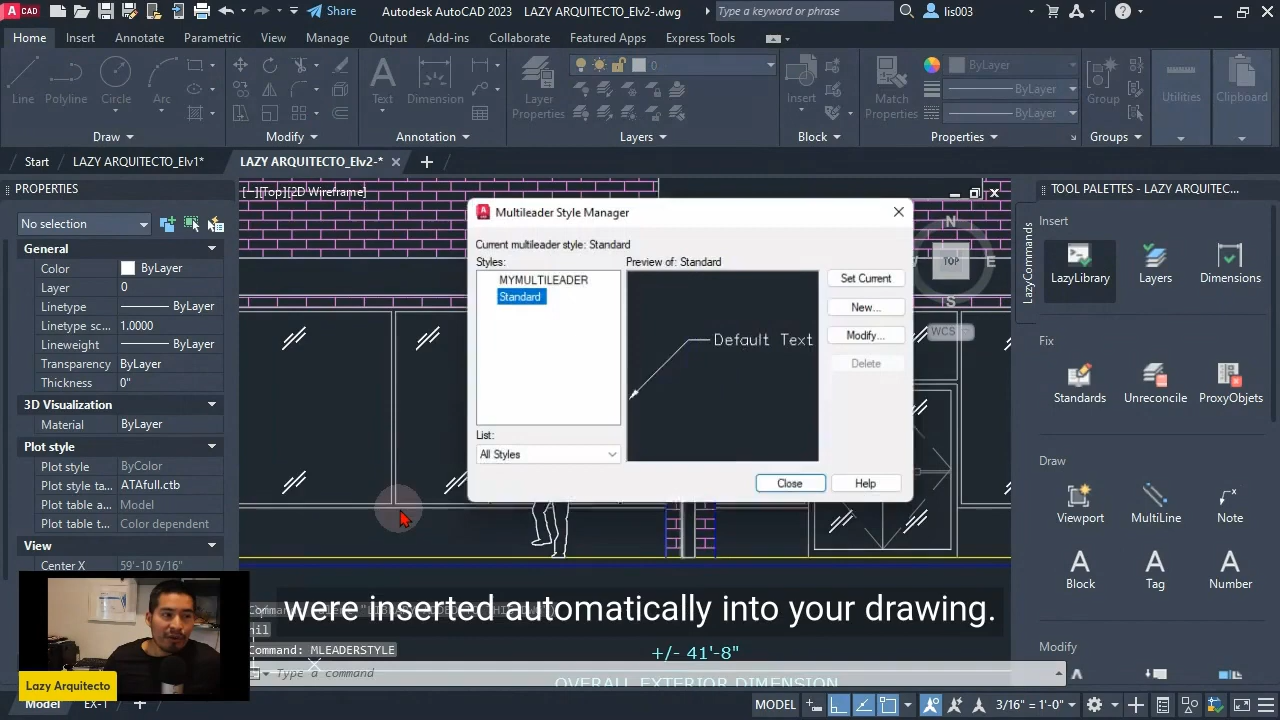 A CAD
Share
Autodesk AutoCAD 2023 LAZY ARQUITECTO_Elv2-.dwg
Type a keyword or phrase
lis003
Home Insert Annotate Parametric View Manage Output Add-ins Collaborate Featured Apps Express Tools
Line Polyline Circle Arc
Text Dimension
Layer Properties
0
Insert
Match Properties
ByLayer
ByLayer
ByLayer
Group
Utilities
Clipboard
Draw Modify Annotation Layers Block Properties Groups
Start LAZY ARQUITECTO_Elv1* LAZY ARQUITECTO_Elv2-*
PROPERTIES
No selection
General
Color ByLayer
Layer 0
Linetype ByLayer
Linetype sc... 1.0000
Lineweight ByLayer
Transparency ByLayer
Thickness 0"
3D Visualization
Material ByLayer
Plot style
Plot style ByColor
Plot style ta... ATAfull.ctb
Plot table a... Model
Plot table t... Color dependent
View
Center X 59'-10 5/16"
[−][Top][2D Wireframe]
Multileader Style Manager
Current multileader style: Standard
Styles: Preview of: Standard
MYMULTILEADER
Standard
Default Text
Set Current
New...
Modify...
Delete
List:
All Styles
Close Help
N
TOP E
S
WCS
TOOL PALETTES - LAZY ARQUITEC...
LazyCommands
Insert
LazyLibrary Layers Dimensions
Fix
Standards Unreconcile ProxyObjets
Draw
Viewport MultiLine Note
Block Tag Number
Modify
were inserted automatically into your drawing.
nil
Command: MLEADERSTYLE
+/- 41'-8"
Type a command
OVERALL EXTERIOR DIMENSION
Lazy Arquitecto
Model EX-1
MODEL
3/16" = 1'-0"